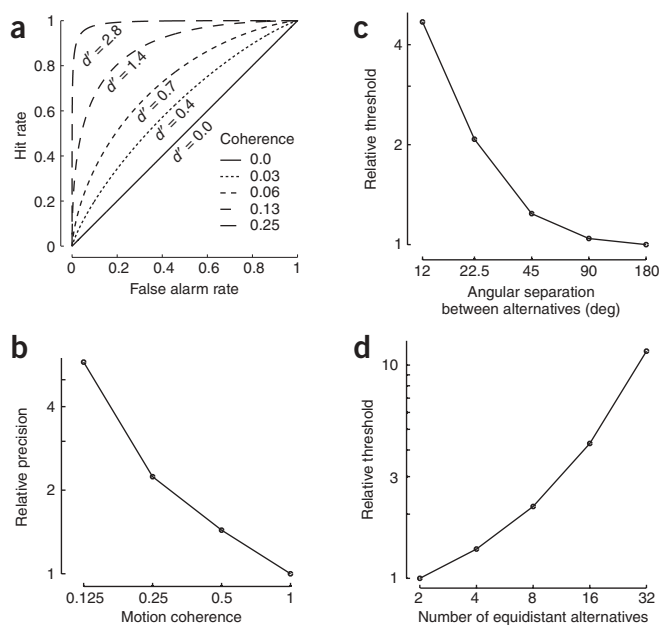 a
1
0.8
0.6
0.4
0.2
0
Hit rate
d′ = 2.8
d′ = 1.4
d′ = 0.7
d′ = 0.4
d′ = 0.0
Coherence
0.0
0.03
0.06
0.13
0.25
0 0.2 0.4 0.6 0.8 1
False alarm rate
c
4
2
1
Relative threshold
12 22.5 45 90 180
Angular separation
between alternatives (deg)
b
4
2
1
Relative precision
0.125 0.25 0.5 1
Motion coherence
d
10
3
1
Relative threshold
2 4 8 16 32
Number of equidistant alternatives